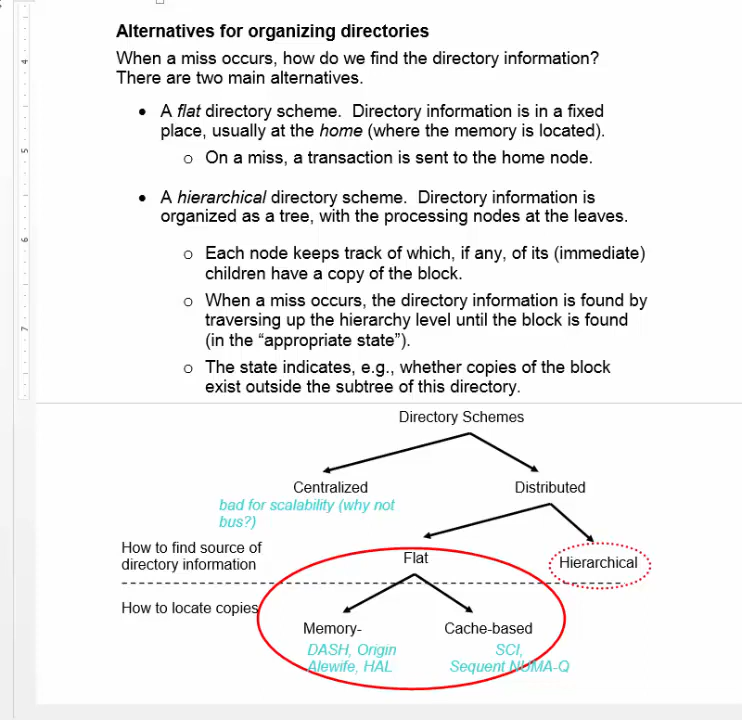 Alternatives for organizing directories
When a miss occurs, how do we find the directory information?
There are two main alternatives.
• A flat directory scheme.  Directory information is in a fixed
place, usually at the home (where the memory is located).
o On a miss, a transaction is sent to the home node.
• A hierarchical directory scheme.  Directory information is
organized as a tree, with the processing nodes at the leaves.
o Each node keeps track of which, if any, of its (immediate)
children have a copy of the block.
o When a miss occurs, the directory information is found by
traversing up the hierarchy level until the block is found
(in the “appropriate state”).
o The state indicates, e.g., whether copies of the block
exist outside the subtree of this directory.
Directory Schemes
Centralized
bad for scalability (why not
bus?)
Distributed
How to find source of
directory information
Flat
Hierarchical
How to locate copies
Memory-
DASH, Origin
Alewife, HAL
Cache-based
SCI,
Sequent NUMA-Q
4
5
6
7